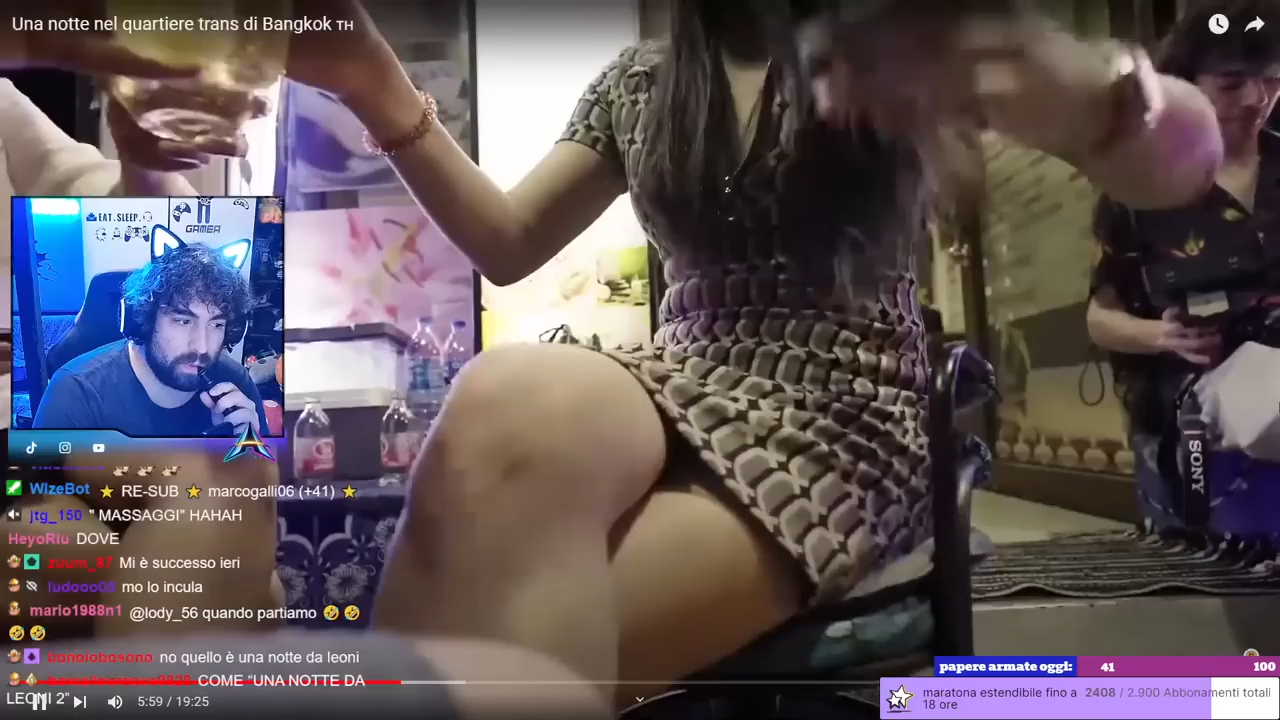 Una notte nel quartiere trans di Bangkok TH
EAT.SLEEP.
GAMER
WizeBot ⭐ RE-SUB ⭐ marcogalli06 (+41) ⭐
jtg_150 " MASSAGGI" HAHAH
HeyoRiu DOVE
zuum_87 Mi è successo ieri
mo lo incula
mario1988n1 @lody_56 quando partiamo 🤣 🤣
🤣 🤣
no quello è una notte da leoni
COME “UNA NOTTE DA
LEONI 2"
5:59 / 19:25
SONY
papere armate oggi: 41 100
maratona estendibile fino a 18 ore 2408 / 2.900 Abbonamenti totali